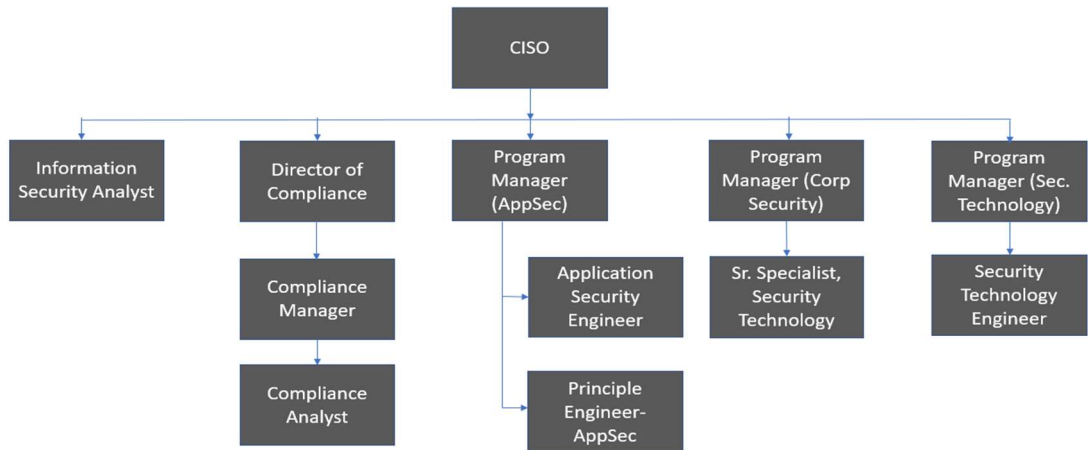 CISO
Information
Security Analyst
Director of
Compliance
Program
Manager
(AppSec)
Program
Manager (Corp
Security)
Program
Manager (Sec.
Technology)
Compliance
Manager
Application
Security
Engineer
Sr. Specialist,
Security
Technology
Security
Technology
Engineer
Compliance
Analyst
Principle
Engineer-
AppSec